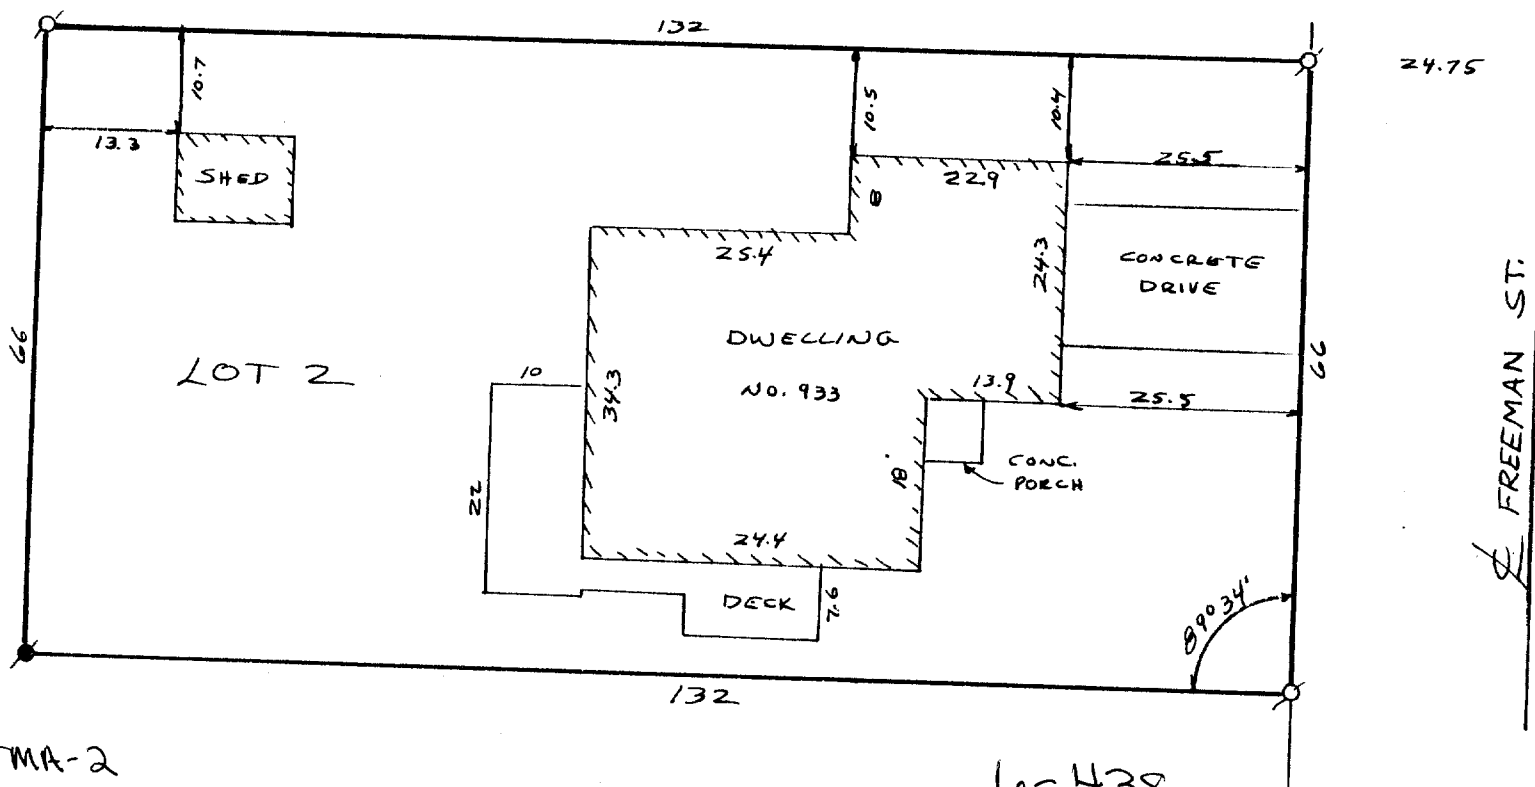 132
24.75
10.7
10.5
10.4
13.3
25.5
SHED
22.9
8
25.4
24.3
CONCRETE
DRIVE
DWELLING
No. 933
66
LOT 2
10
34.3
13.9
25.5
66
FREEMAN ST.
22
18
CONC.
PORCH
24.4
DECK
7.6
89° 34'
132
MA-2